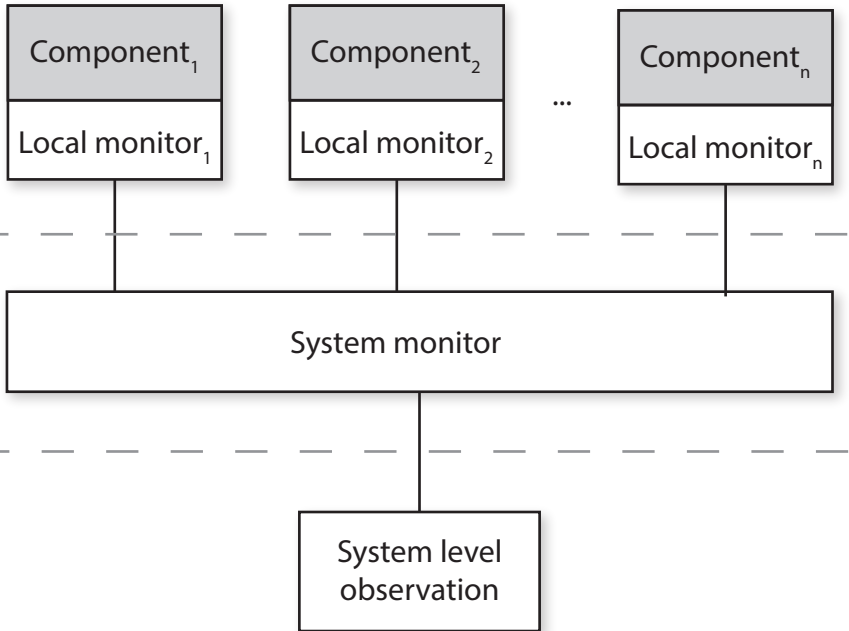 Component₁
Component₂
Componentₙ
...
Local monitor₁
Local monitor₂
Local monitorₙ
System monitor
System level
observation